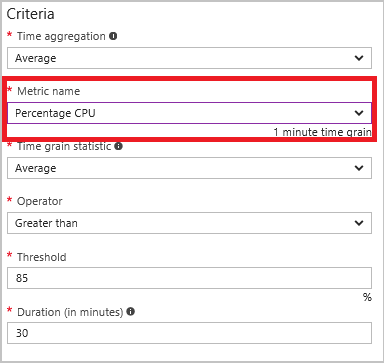 Criteria
* Time aggregation
Average
* Metric name
Percentage CPU
1 minute time grain
* Time grain statistic
Average
* Operator
Greater than
* Threshold
85
%
* Duration (in minutes)
30